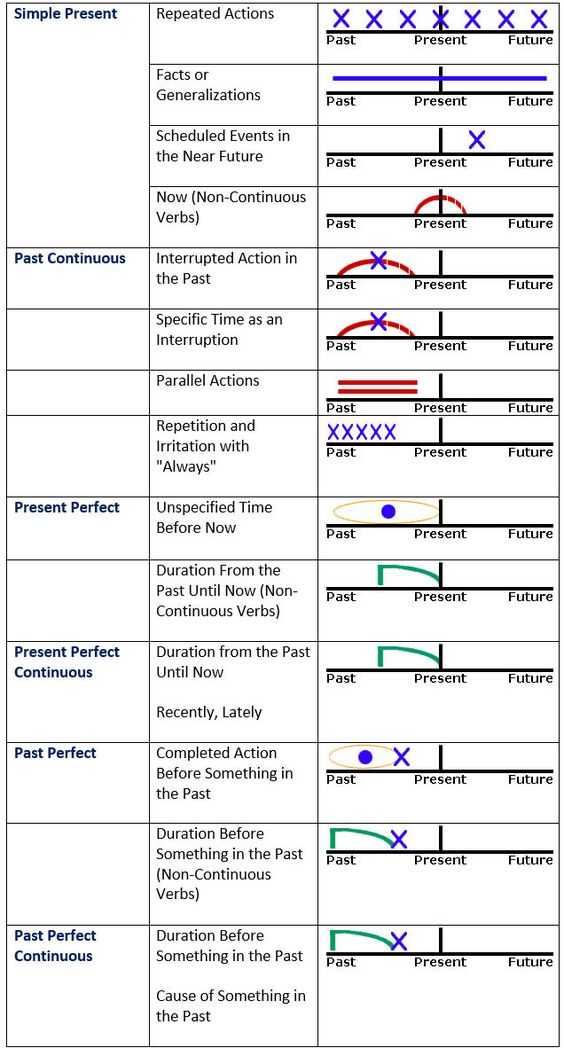 Simple Present
Repeated Actions
Past Present Future
Facts or
Generalizations
Past Present Future
Scheduled Events in
the Near Future
Past Present Future
Now (Non-Continuous
Verbs)
Past Present Future
Past Continuous
Interrupted Action in
the Past
Past Present Future
Specific Time as an
Interruption
Past Present Future
Parallel Actions
Past Present Future
Repetition and
Irritation with
"Always"
Past Present Future
Present Perfect
Unspecified Time
Before Now
Past Present Future
Duration From the
Past Until Now (Non-
Continuous Verbs)
Past Present Future
Present Perfect
Continuous
Duration from the Past
Until Now
Recently, Lately
Past Present Future
Past Perfect
Completed Action
Before Something in
the Past
Past Present Future
Duration Before
Something in the Past
(Non-Continuous
Verbs)
Past Present Future
Past Perfect
Continuous
Duration Before
Something in the Past
Cause of Something in
the Past
Past Present Future